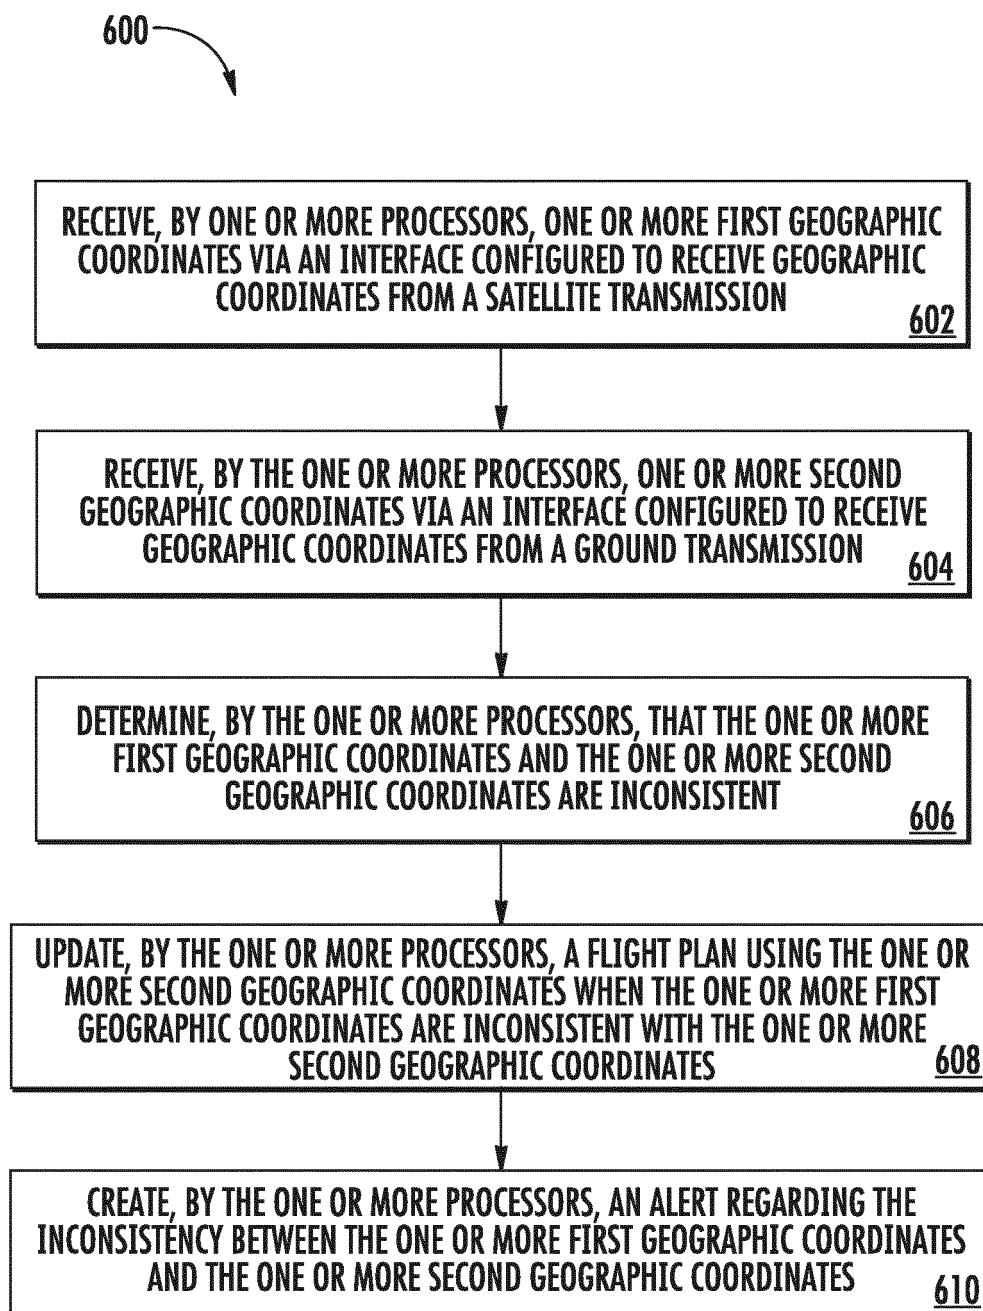 600
RECEIVE, BY ONE OR MORE PROCESSORS, ONE OR MORE FIRST GEOGRAPHIC
COORDINATES VIA AN INTERFACE CONFIGURED TO RECEIVE GEOGRAPHIC
COORDINATES FROM A SATELLITE TRANSMISSION
602
RECEIVE, BY THE ONE OR MORE PROCESSORS, ONE OR MORE SECOND
GEOGRAPHIC COORDINATES VIA AN INTERFACE CONFIGURED TO RECEIVE
GEOGRAPHIC COORDINATES FROM A GROUND TRANSMISSION
604
DETERMINE, BY THE ONE OR MORE PROCESSORS, THAT THE ONE OR MORE
FIRST GEOGRAPHIC COORDINATES AND THE ONE OR MORE SECOND
GEOGRAPHIC COORDINATES ARE INCONSISTENT
606
UPDATE, BY THE ONE OR MORE PROCESSORS, A FLIGHT PLAN USING THE ONE OR
MORE SECOND GEOGRAPHIC COORDINATES WHEN THE ONE OR MORE FIRST
GEOGRAPHIC COORDINATES ARE INCONSISTENT WITH THE ONE OR MORE
SECOND GEOGRAPHIC COORDINATES
608
CREATE, BY THE ONE OR MORE PROCESSORS, AN ALERT REGARDING THE
INCONSISTENCY BETWEEN THE ONE OR MORE FIRST GEOGRAPHIC COORDINATES
AND THE ONE OR MORE SECOND GEOGRAPHIC COORDINATES
610